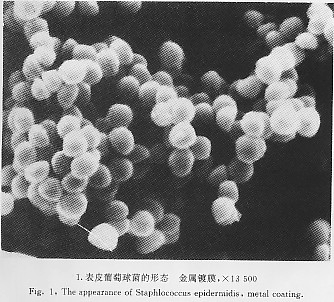 1.表皮葡萄球菌的形态 金属镀膜,×13 500
Fig. 1, The appearance of Staphlococcus epidermidis, metal coating.